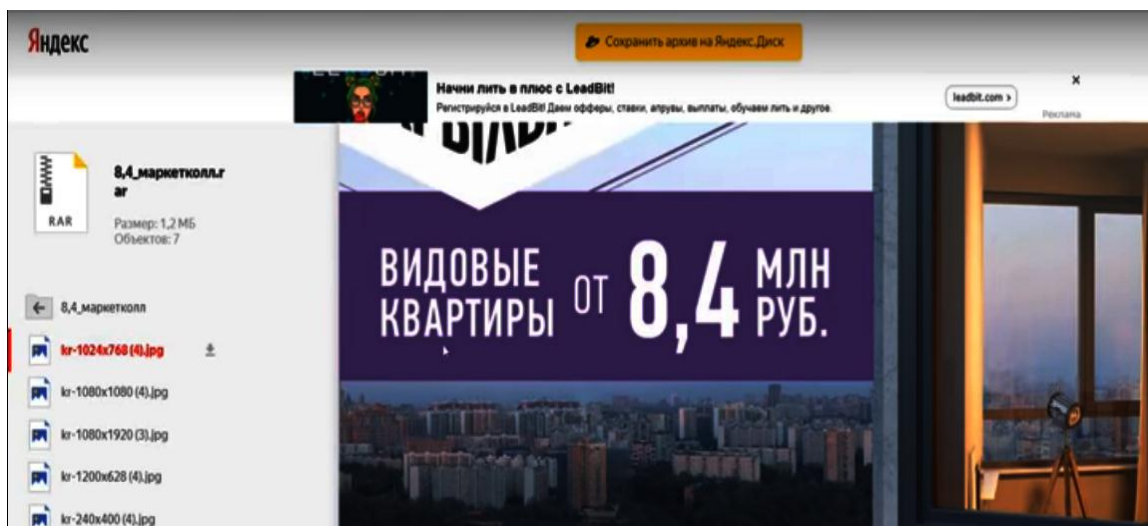 Яндекс
Сохранить архив на Яндекс.Диск
Начни лить в плюс с LeadBit!
Регистрируйся в LeadBit! Даем офферы, ставки, апрувы, выплаты, обучаем лить и другое.
leadbit.com >
×
Реклама
8,4_маркетколл.r
ar
RAR
Размер: 1,2 МБ
Объектов: 7
8,4_маркетколл
kr-1024x768 (4).jpg
kr-1080x1080 (4).jpg
kr-1080x1920 (3).jpg
kr-1200x628 (4).jpg
kr-240x400 (4).jpg
ВИДОВЫЕ
КВАРТИРЫ
ОТ
8,4
МЛН
РУБ.